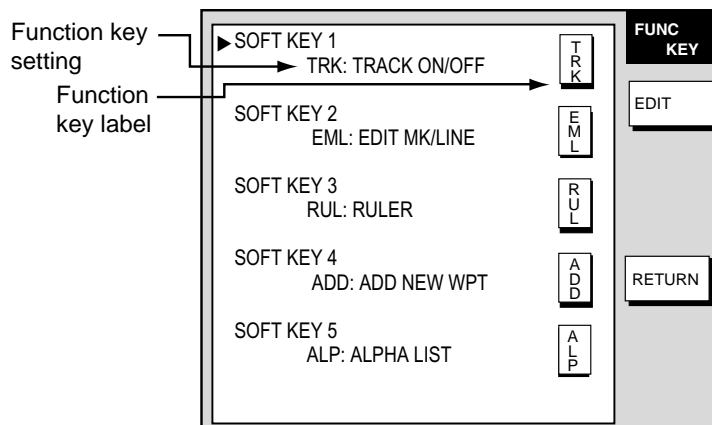 Function key
setting
Function
key label
SOFT KEY 1
TRK: TRACK ON/OFF
TRK
SOFT KEY 2
EML: EDIT MK/LINE
EML
SOFT KEY 3
RUL: RULER
RUL
SOFT KEY 4
ADD: ADD NEW WPT
ADD
SOFT KEY 5
ALP: ALPHA LIST
ALP
FUNC
KEY
EDIT
RETURN